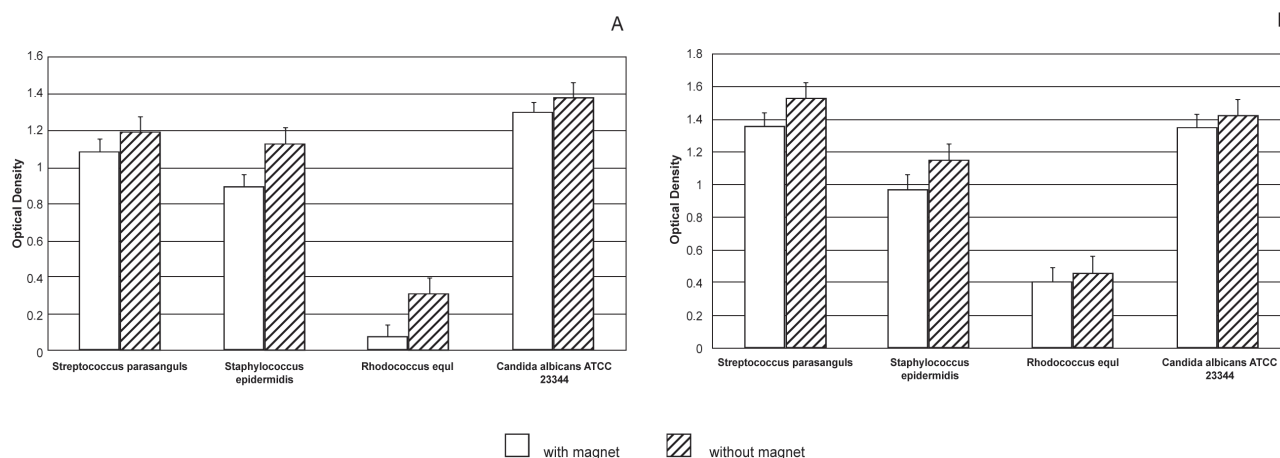 A
1.6
1.4
1.2
1
0.8
0.6
0.4
0.2
0
Optical Density
Streptococcus parasanguls
Staphylococcus
epidermidis
Rhodococcus equl
Candida albicans ATCC
23344
1.8
1.6
1.4
1.2
1
0.8
0.6
0.4
0.2
0
Optical Density
Streptococcus parasanguls
Staphylococcus
epidermidis
Rhodococcus equl
Candida albicans ATCC
23344
with magnet
without magnet